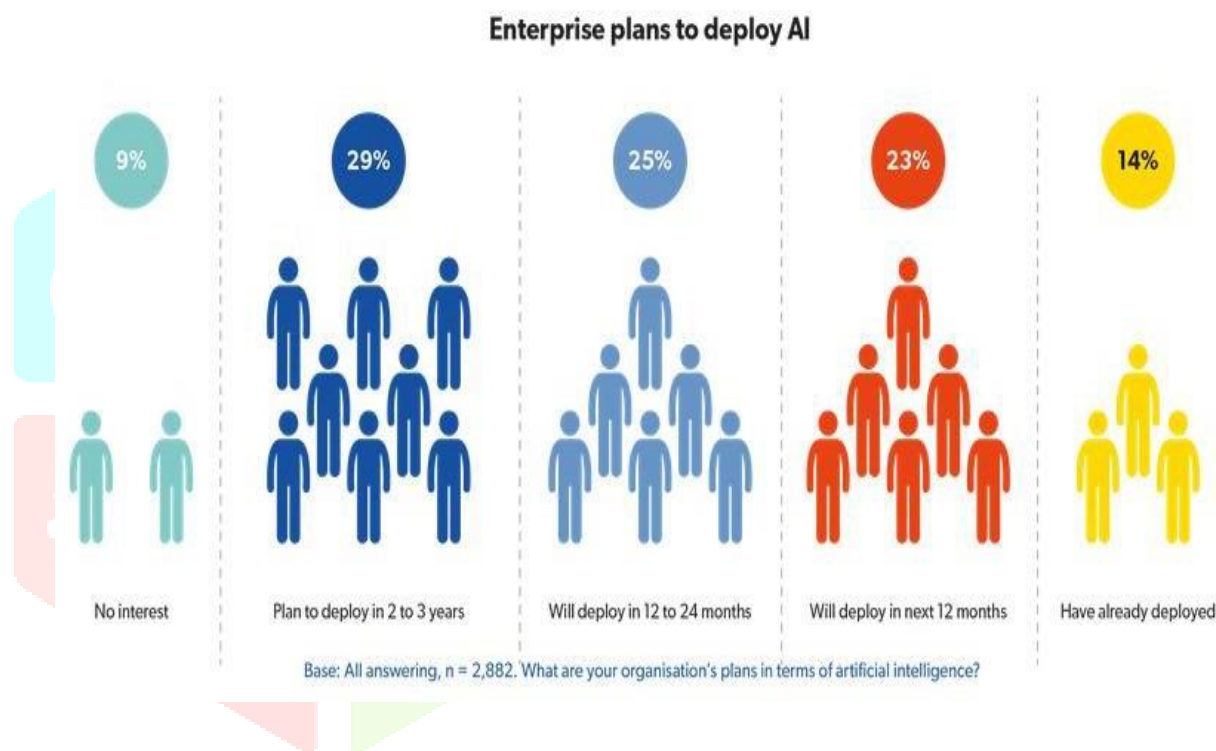 Enterprise plans to deploy AI
9%
29%
25%
23%
14%
No interest
Plan to deploy in 2 to 3 years
Will deploy in 12 to 24 months
Will deploy in next 12 months
Have already deployed
Base: All answering, n = 2,882. What are your organisation's plans in terms of artificial intelligence?